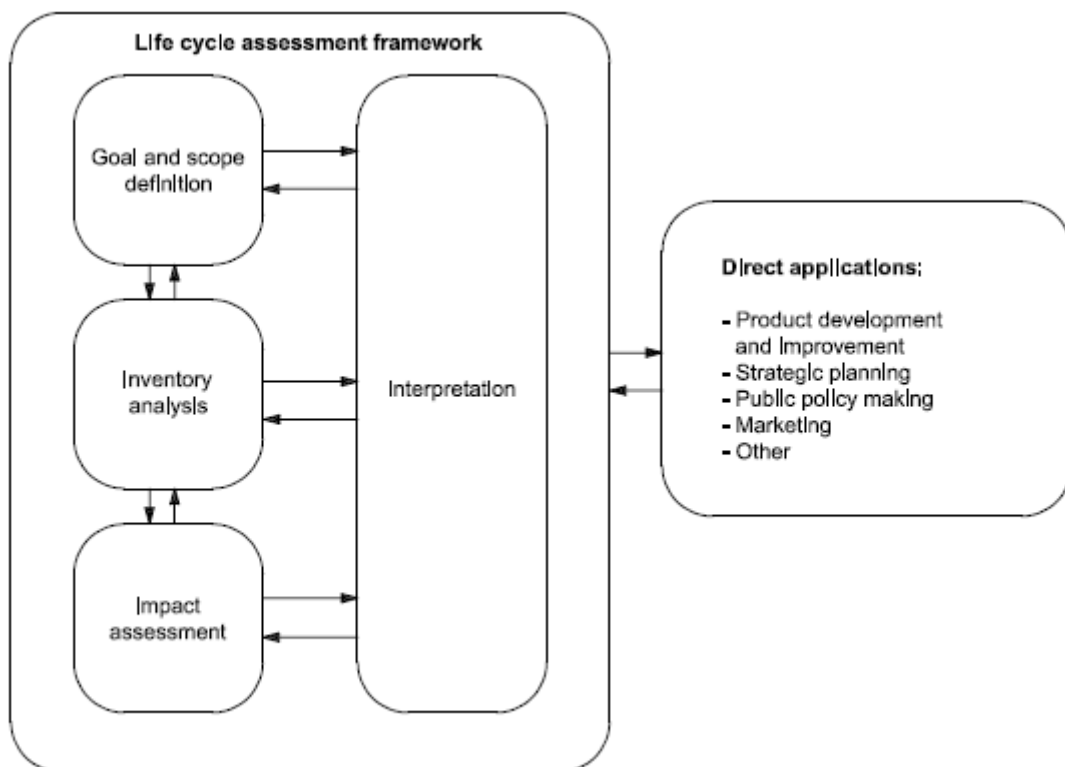 Life cycle assessment framework
Goal and scope
definition
Inventory
analysis
Impact
assessment
Interpretation
Direct applications:
- Product development
and Improvement
- Strategic planning
- Public policy making
- Marketing
- Other